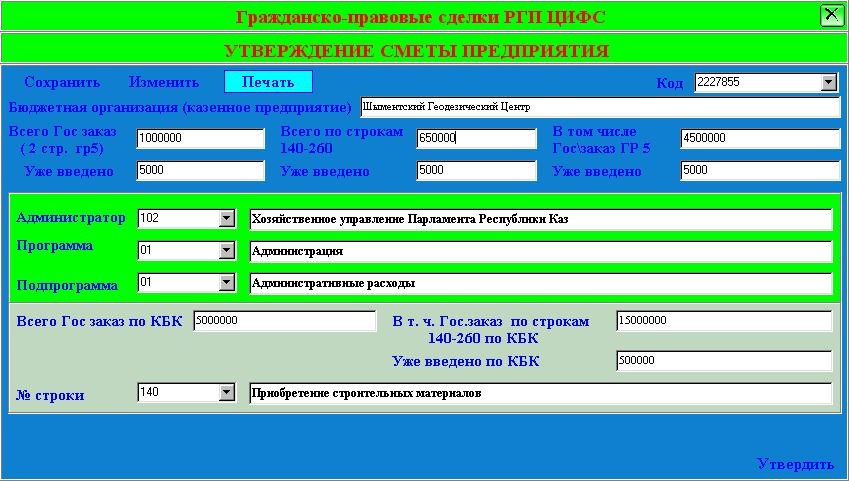 Гражданско-правовые сделки РГП ЦИФС
УТВЕРЖДЕНИЕ СМЕТЫ ПРЕДПРИЯТИЯ
Сохранить Изменить Печать Код 2227855
Бюджетная организация (казенное предприятие) Шыментский Геодезический Центр
Всего Гос заказ 1000000 Всего по строкам 650000 В том числе 4500000
( 2 стр. гр5) 140-260 Гос\заказ ГР 5
Уже введено 5000 Уже введено 5000 Уже введено 5000
Администратор 102 Хозяйственное управление Парламента Республики Каз
Программа 01 Администрация
Подпрограмма 01 Административные расходы
Всего Гос заказ по КБК 5000000 В т. ч. Гос.заказ по строкам 15000000
140-260 по КБК
Уже введено по КБК 500000
№ строки 140 Приобретение строительных материалов
Утвердить